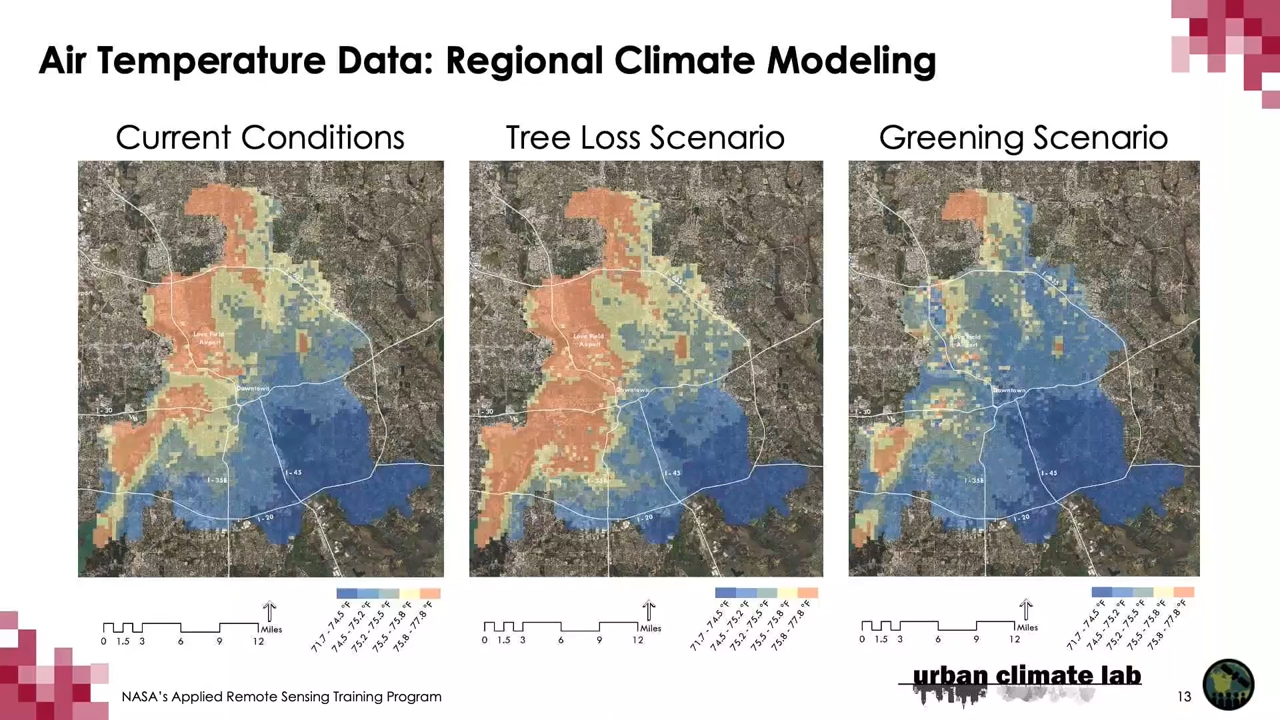 Air Temperature Data: Regional Climate Modeling
Current Conditions
Tree Loss Scenario
Greening Scenario
I - 635
Love Field
Airport
Downtown
I - 30
I - 45
I - 35E
I - 20
Love Field
Airport
Downtown
I - 30
I - 45
I - 35E
I - 20
I - 635
Airport
Downtown
I - 30
I - 45
I - 35E
I - 20
0 1.5 3 6 9 12
Miles
71.7 - 74.5 °F
74.5 - 75.2 °F
75.2 - 75.5 °F
75.5 - 75.8 °F
75.8 - 77.8 °F
0 1.5 3 6 9 12
Miles
71.7 - 74.5 °F
74.5 - 75.2 °F
75.2 - 75.5 °F
75.5 - 75.8 °F
75.8 - 77.8 °F
0 1.5 3 6 9 12
Miles
71.7 - 74.5 °F
74.5 - 75.2 °F
75.2 - 75.5 °F
75.5 - 75.8 °F
75.8 - 77.8 °F
urban climate lab
NASA's Applied Remote Sensing Training Program
13